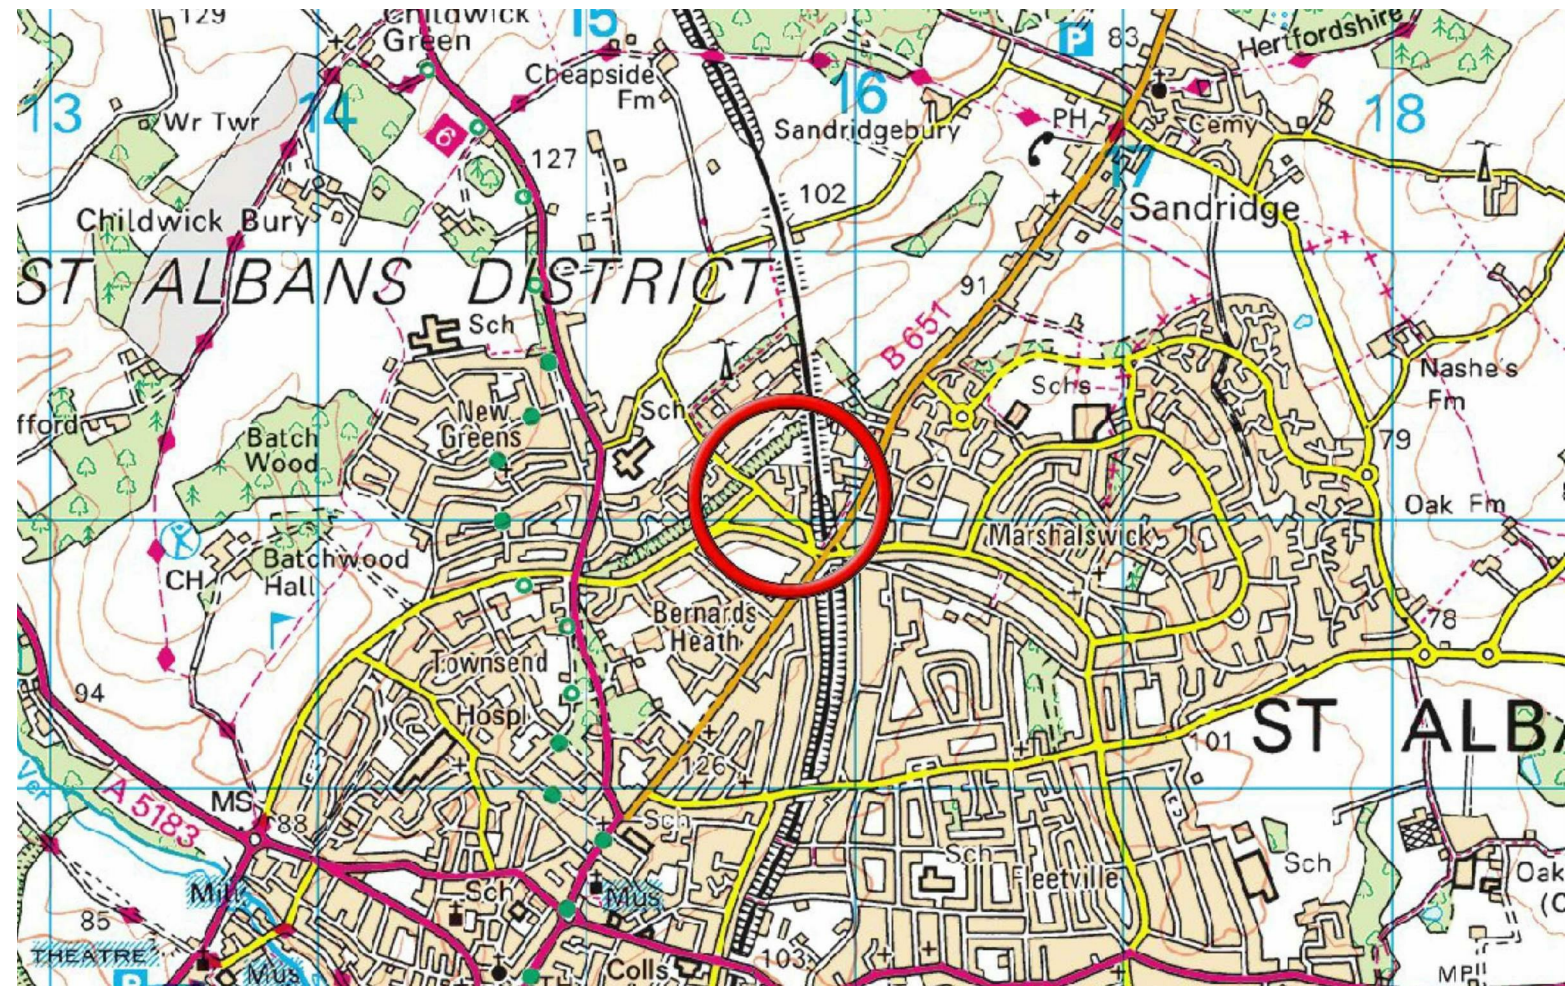 129
Childwick
Green
15
P
83
Hertfordshire
Cheapside
Fm
13
14
16
18
Wr Twr
6
127
Sandridgebury
PH
Cemy
17
102
Childwick Bury
Sandridge
ST ALBANS DISTRICT
91
Sch
B 651
Nashe's
Fm
Schs
New
Greens
Sch
fford
Batch
Wood
79
Oak Fm
Marshalswick
Batchwood
Hall
CH
Bernards
Heath
78
Townsend
94
Hospl
ST ALBA
101
126
A 5183
Ver
MS
88
Sch
Sch
Sch
Sch
Fleetville
Oak
(C
Mill
Mus
85
THEATRE
Mus
103
Colls
MP
P